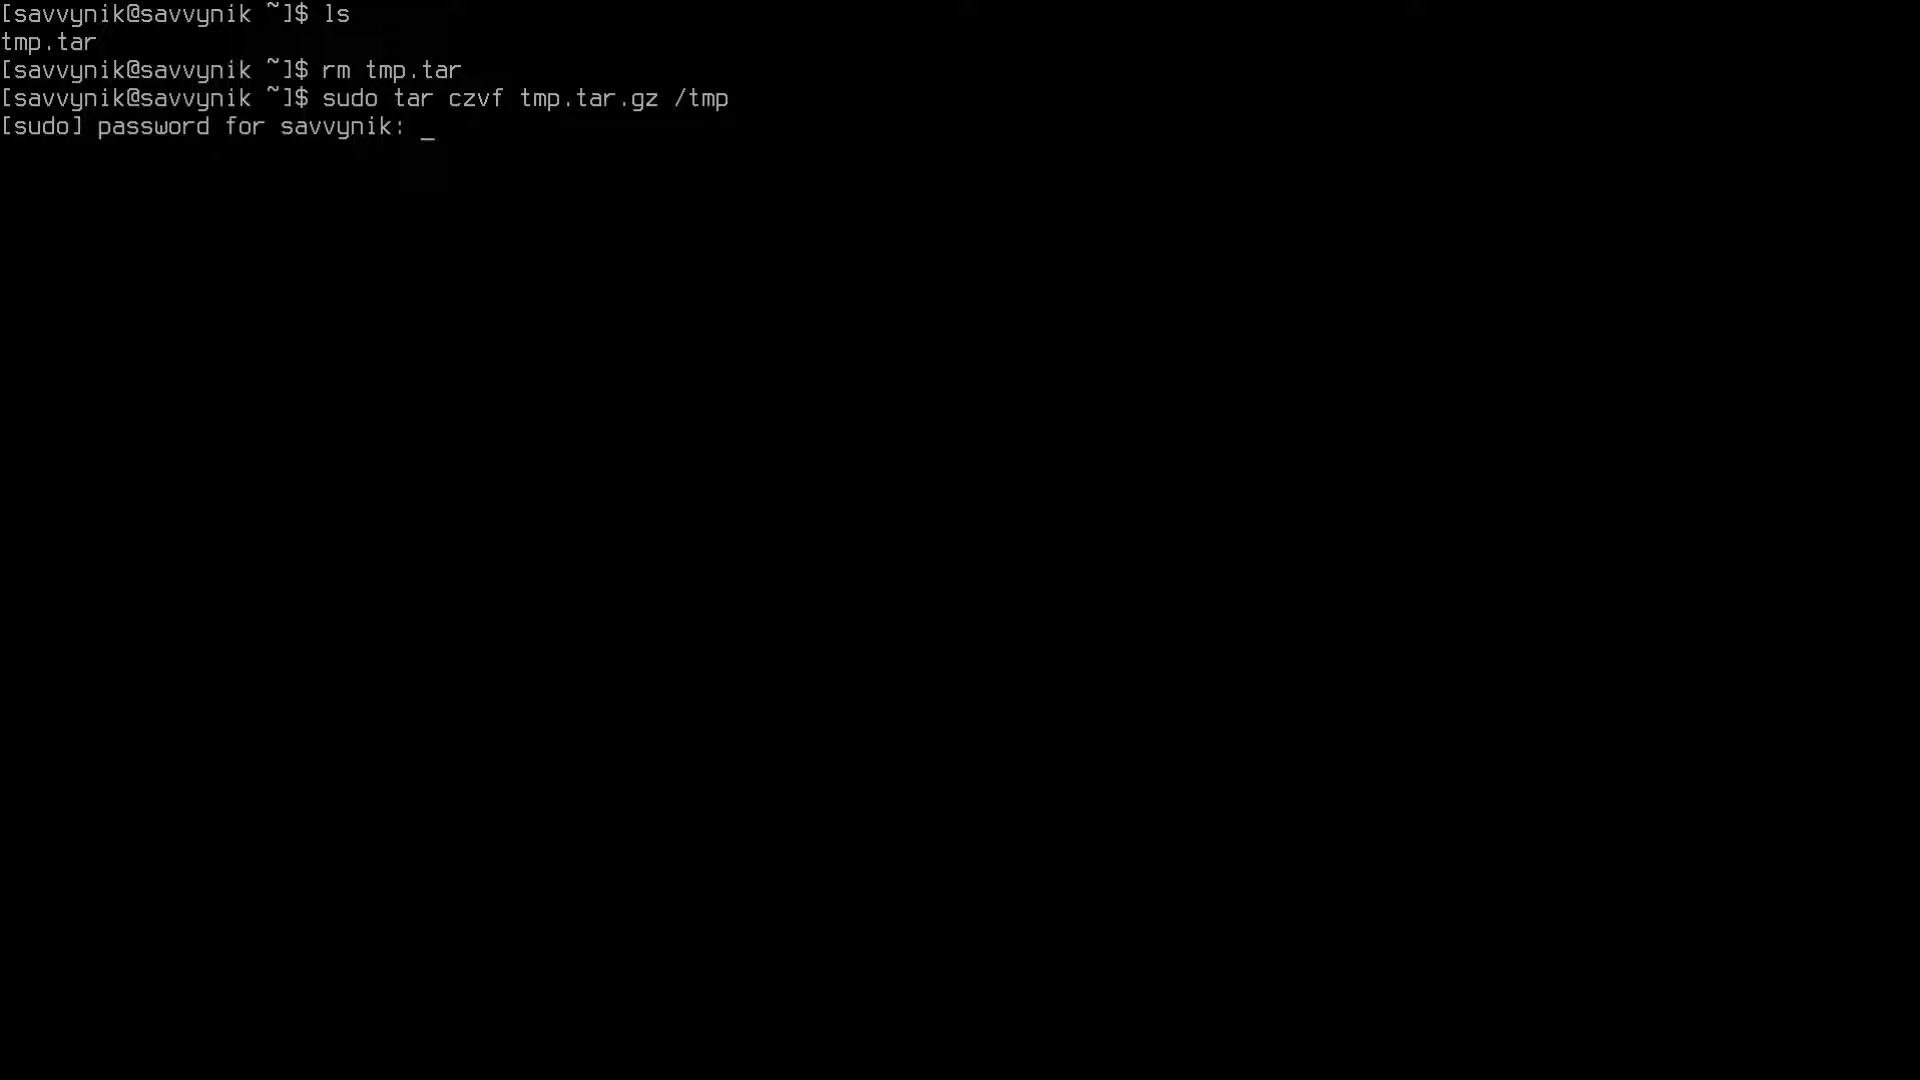 [savvynik@savvynik ~]$ ls
tmp.tar
[savvynik@savvynik ~]$ rm tmp.tar
[savvynik@savvynik ~]$ sudo tar czvf tmp.tar.gz /tmp
[sudo] password for savvynik: _